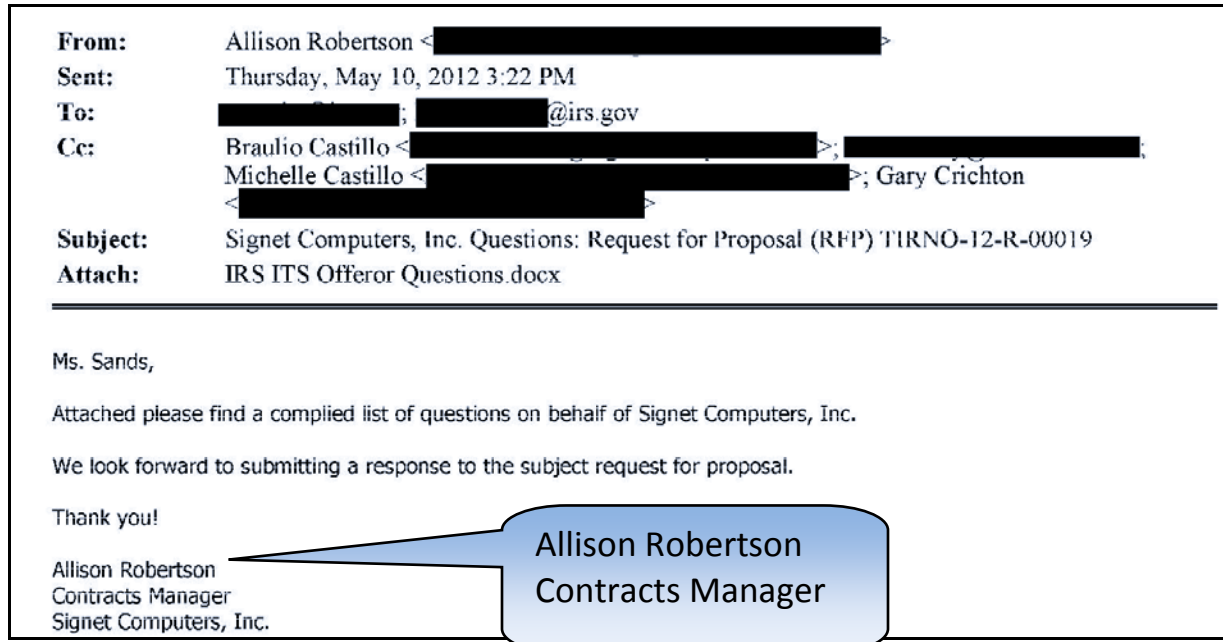 From: Allison Robertson < >
Sent: Thursday, May 10, 2012 3:22 PM
To: ; @irs.gov
Cc: Braulio Castillo < >; ;
Michelle Castillo < >; Gary Crichton
< >
Subject: Signet Computers, Inc. Questions: Request for Proposal (RFP) TIRNO-12-R-00019
Attach: IRS ITS Offeror Questions.docx
Ms. Sands,
Attached please find a complied list of questions on behalf of Signet Computers, Inc.
We look forward to submitting a response to the subject request for proposal.
Thank you!
Allison Robertson
Contracts Manager
Signet Computers, Inc.
Allison Robertson
Contracts Manager